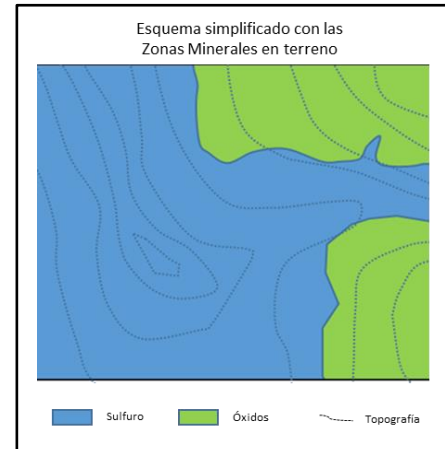 Esquema simplificado con las
Zonas Minerales en terreno
Sulfuro
Óxidos
Topografía